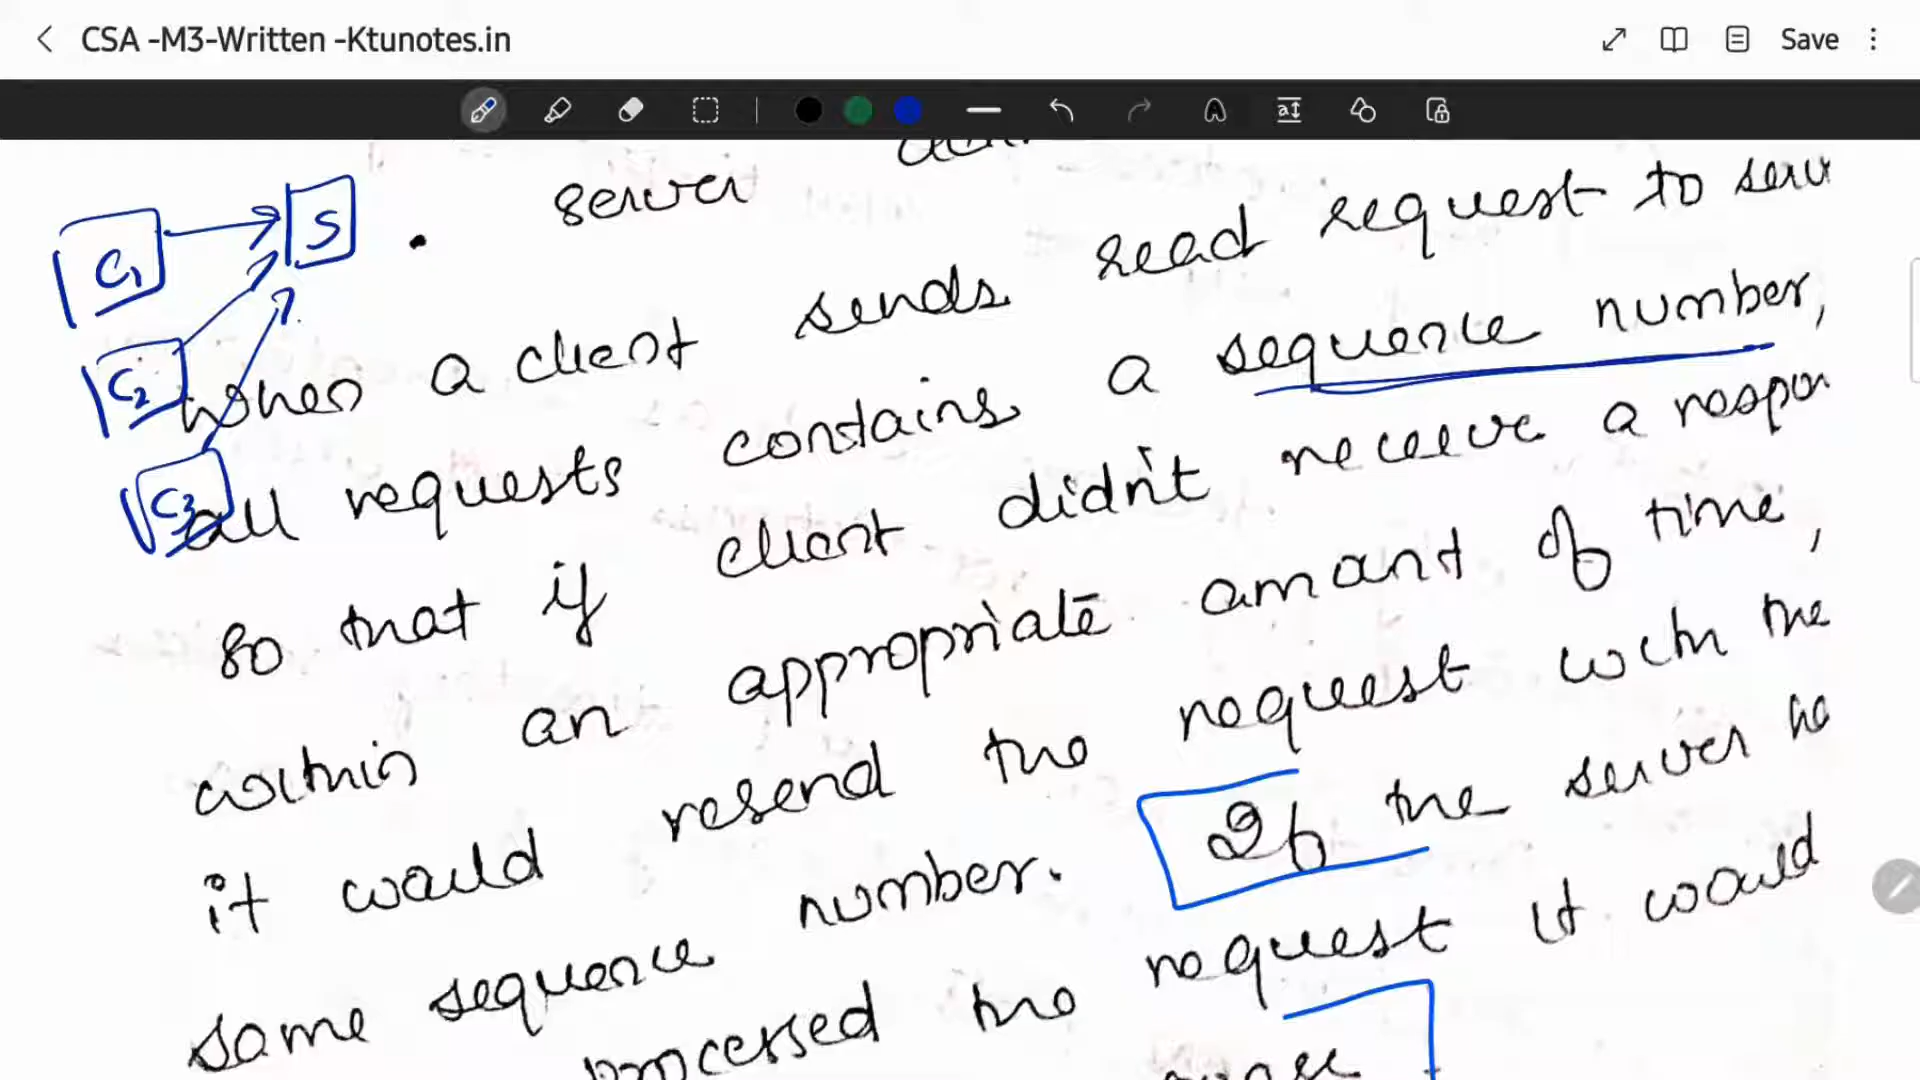 CSA -M3-Written -Ktunotes.in
Save
server
C1
S
C2
C3
when a client sends read request to serv
all requests contains a sequence number,
so that if client didn't receive a respon
within an appropriate amount of time,
it would resend the request with the
same sequence number. If the server ha
processed the request it would